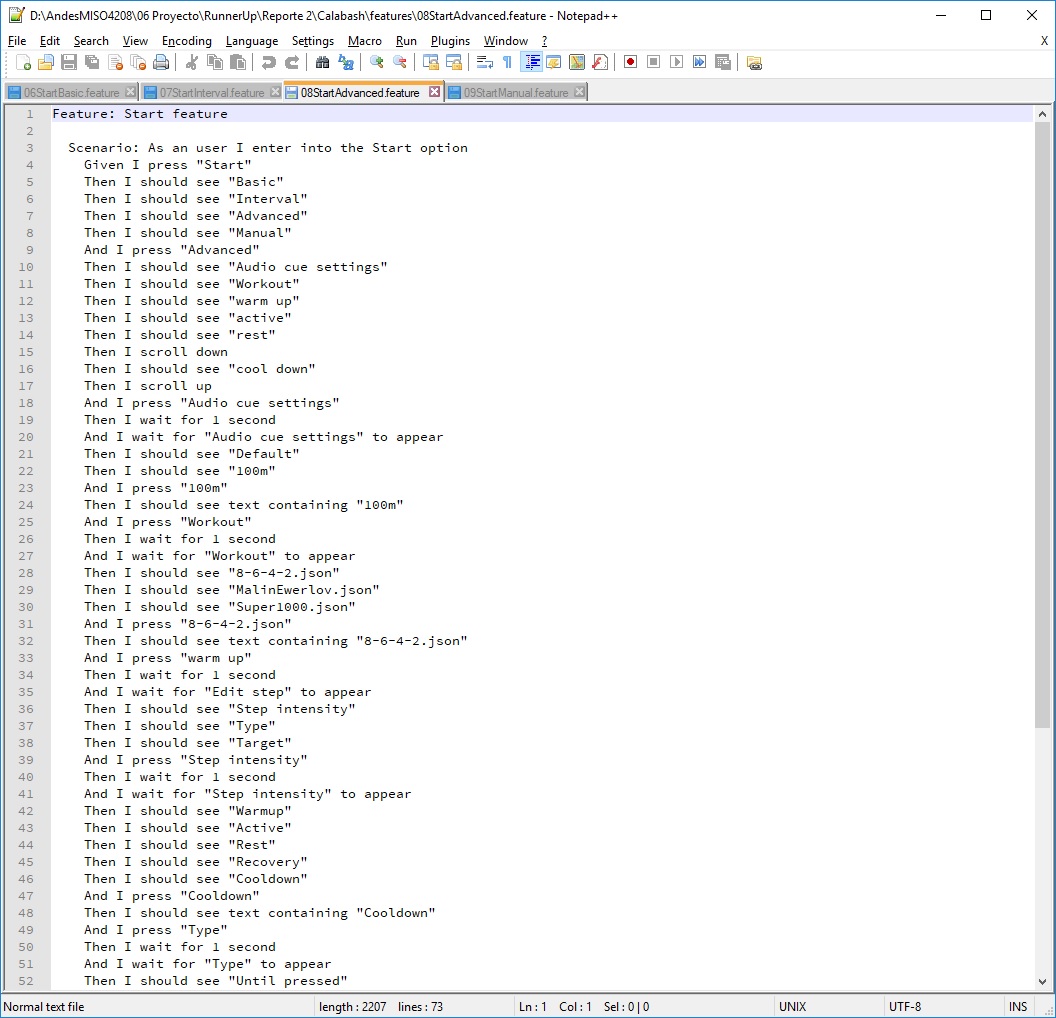 D:\AndesMISO4208\06 Proyecto\RunnerUp\Reporte 2\Calabash\features\08StartAdvanced.feature - Notepad++
File Edit Search View Encoding Language Settings Macro Run Plugins Window ? X
06StartBasic.feature 07StartInterval.feature 08StartAdvanced.feature 09StartManual.feature
1 Feature: Start feature
2
3 Scenario: As an user I enter into the Start option
4 Given I press "Start"
5 Then I should see "Basic"
6 Then I should see "Interval"
7 Then I should see "Advanced"
8 Then I should see "Manual"
9 And I press "Advanced"
10 Then I should see "Audio cue settings"
11 Then I should see "Workout"
12 Then I should see "warm up"
13 Then I should see "active"
14 Then I should see "rest"
15 Then I scroll down
16 Then I should see "cool down"
17 Then I scroll up
18 And I press "Audio cue settings"
19 Then I wait for 1 second
20 And I wait for "Audio cue settings" to appear
21 Then I should see "Default"
22 Then I should see "100m"
23 And I press "100m"
24 Then I should see text containing "100m"
25 And I press "Workout"
26 Then I wait for 1 second
27 And I wait for "Workout" to appear
28 Then I should see "8-6-4-2.json"
29 Then I should see "MalinEwerlov.json"
30 Then I should see "Super1000.json"
31 And I press "8-6-4-2.json"
32 Then I should see text containing "8-6-4-2.json"
33 And I press "warm up"
34 Then I wait for 1 second
35 And I wait for "Edit step" to appear
36 Then I should see "Step intensity"
37 Then I should see "Type"
38 Then I should see "Target"
39 And I press "Step intensity"
40 Then I wait for 1 second
41 And I wait for "Step intensity" to appear
42 Then I should see "Warmup"
43 Then I should see "Active"
44 Then I should see "Rest"
45 Then I should see "Recovery"
46 Then I should see "Cooldown"
47 And I press "Cooldown"
48 Then I should see text containing "Cooldown"
49 And I press "Type"
50 Then I wait for 1 second
51 And I wait for "Type" to appear
52 Then I should see "Until pressed"
Normal text file length : 2207 lines : 73 Ln : 1 Col : 1 Sel : 0 | 0 UNIX UTF-8 INS